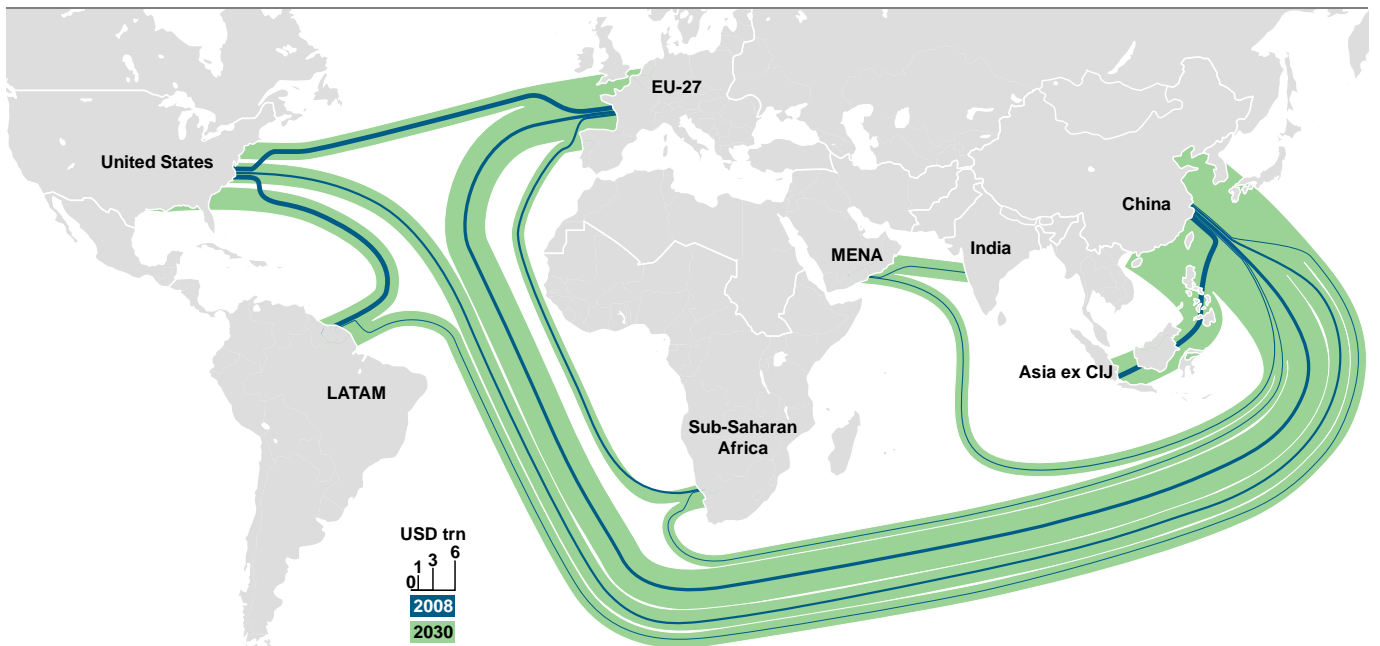 EU-27
United States
China
MENA
India
Asia ex CIJ
LATAM
Sub-Saharan
Africa
USD trn
0 1 3 6
2008
2030